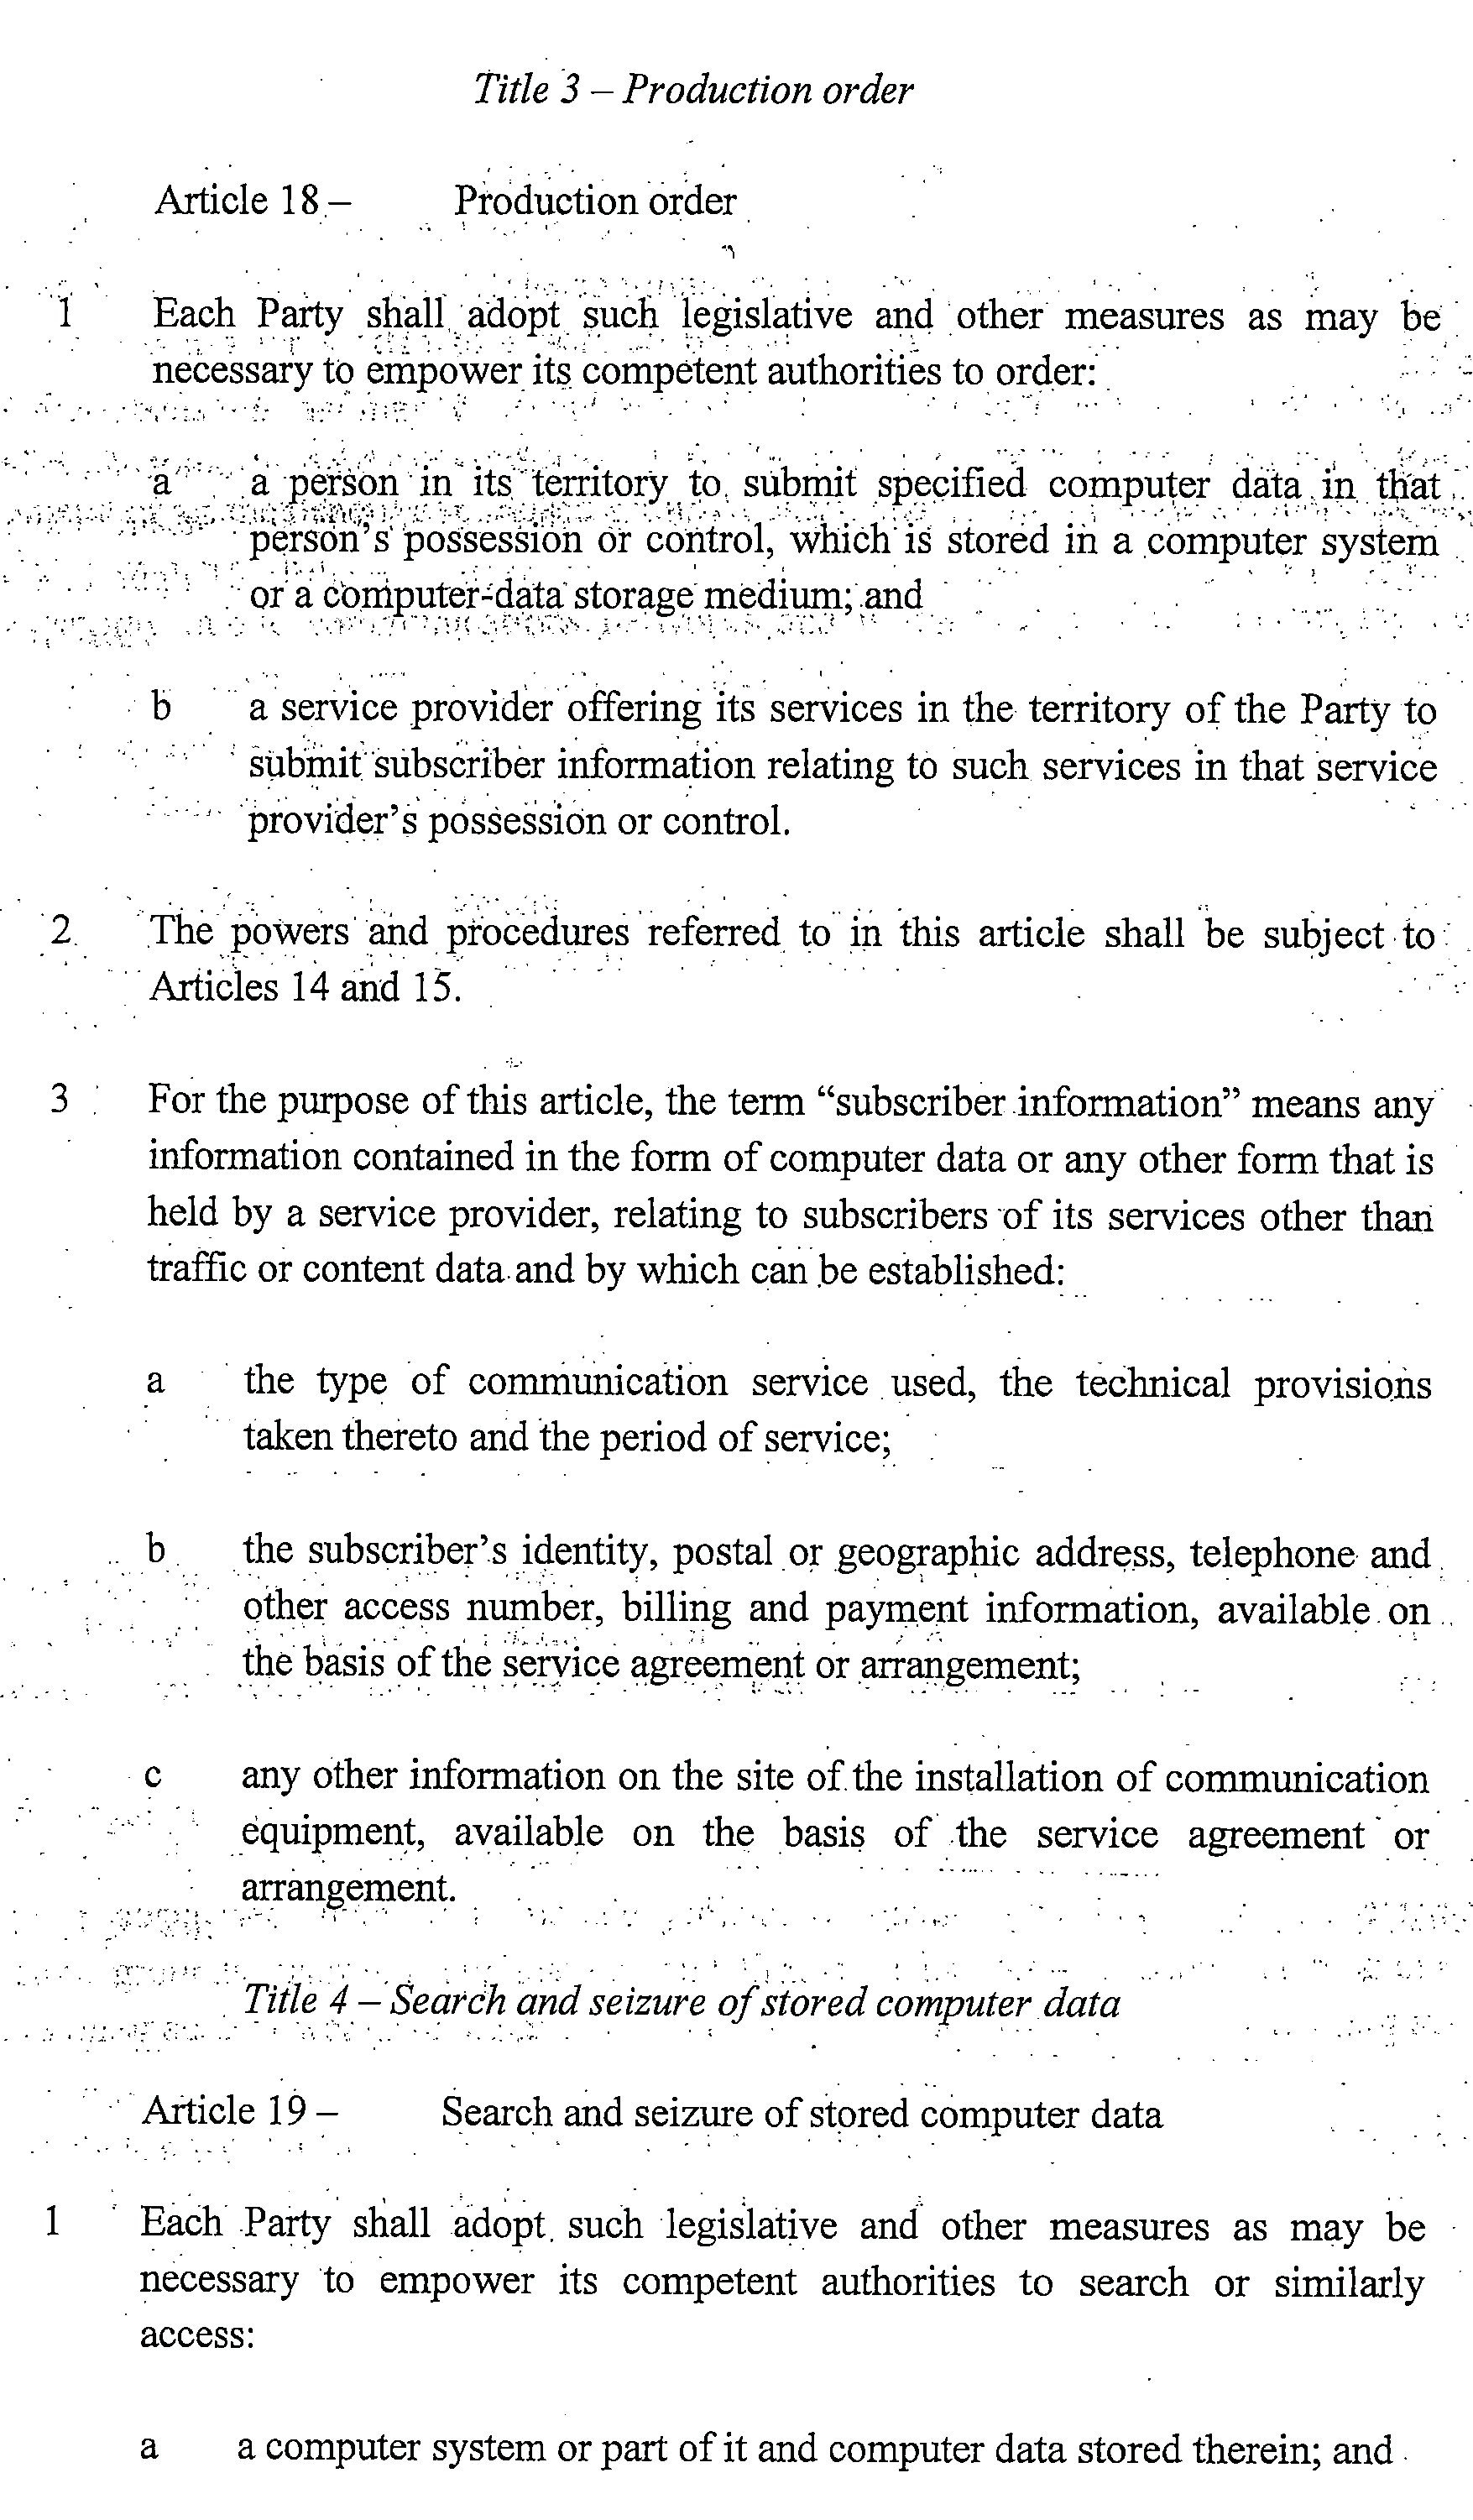 Title 3 – Production order
Article 18 – Production order
1 Each Party shall adopt such legislative and other measures as may be
necessary to empower its competent authorities to order:
a a person in its territory to submit specified computer data in that
person's possession or control, which is stored in a computer system
or a computer-data storage medium; and
b a service provider offering its services in the territory of the Party to
submit subscriber information relating to such services in that service
provider's possession or control.
2 The powers and procedures referred to in this article shall be subject to
Articles 14 and 15.
3 For the purpose of this article, the term “subscriber information” means any
information contained in the form of computer data or any other form that is
held by a service provider, relating to subscribers of its services other than
traffic or content data and by which can be established:
a the type of communication service used, the technical provisions
taken thereto and the period of service;
b the subscriber's identity, postal or geographic address, telephone and
other access number, billing and payment information, available on
the basis of the service agreement or arrangement;
c any other information on the site of the installation of communication
equipment, available on the basis of the service agreement or
arrangement.
Title 4 – Search and seizure of stored computer data
Article 19 – Search and seizure of stored computer data
1 Each Party shall adopt such legislative and other measures as may be
necessary to empower its competent authorities to search or similarly
access:
a a computer system or part of it and computer data stored therein; and